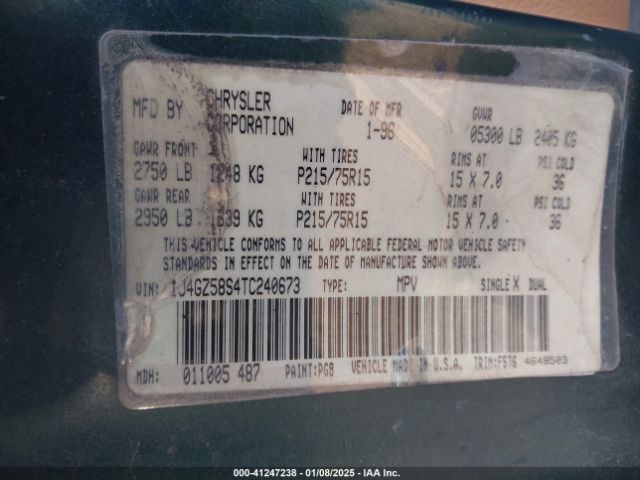 MFD BY CHRYSLER CORPORATION DATE OF MFR 1-96 GVWR 05300 LB 2405 KG
GAWR FRONT WITH TIRES RIMS AT PSI COLD
2750 LB 1248 KG P215/75R15 15 X 7.0 36
GAWR REAR WITH TIRES RIMS AT PSI COLD
2950 LB 1339 KG P215/75R15 15 X 7.0 36
THIS VEHICLE CONFORMS TO ALL APPLICABLE FEDERAL MOTOR VEHICLE SAFETY
STANDARDS IN EFFECT ON THE DATE OF MANUFACTURE SHOWN ABOVE.
VIN: 1J4GZ58S4TC240673 TYPE: MPV SINGLE X DUAL
MDH: 011005 487 PAINT:PG8 VEHICLE MADE IN U.S.A. TRIM:F5T6 4648503
000-41247238 - 01/08/2025 - IAA Inc.